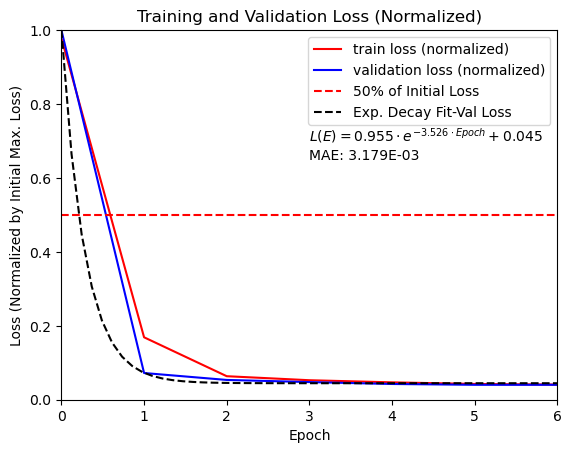 Training and Validation Loss (Normalized)
Loss (Normalized by Initial Max. Loss)
1.0
0.8
0.6
0.4
0.2
0.0
train loss (normalized)
validation loss (normalized)
50% of Initial Loss
Exp. Decay Fit-Val Loss
L(E) = 0.955 · e^{−3.526 · Epoch} + 0.045
MAE: 3.179E-03
0 1 2 3 4 5 6
Epoch